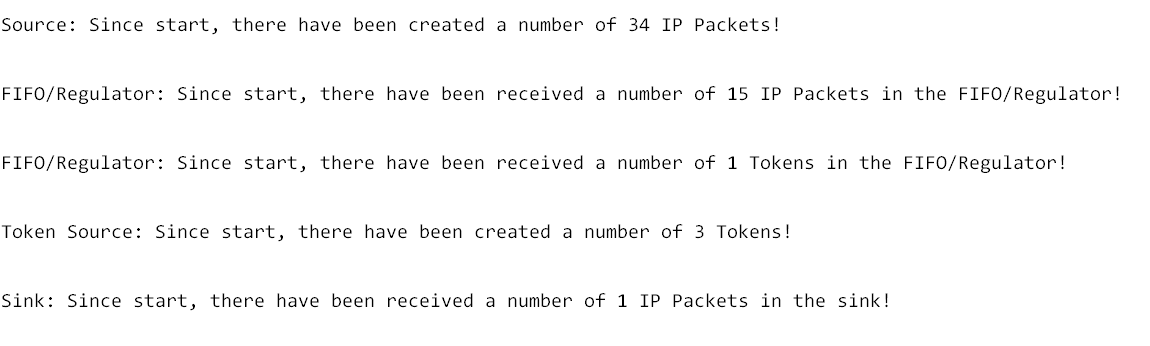 Source: Since start, there have been created a number of 34 IP Packets!
FIFO/Regulator: Since start, there have been received a number of 15 IP Packets in the FIFO/Regulator!
FIFO/Regulator: Since start, there have been received a number of 1 Tokens in the FIFO/Regulator!
Token Source: Since start, there have been created a number of 3 Tokens!
Sink: Since start, there have been received a number of 1 IP Packets in the sink!